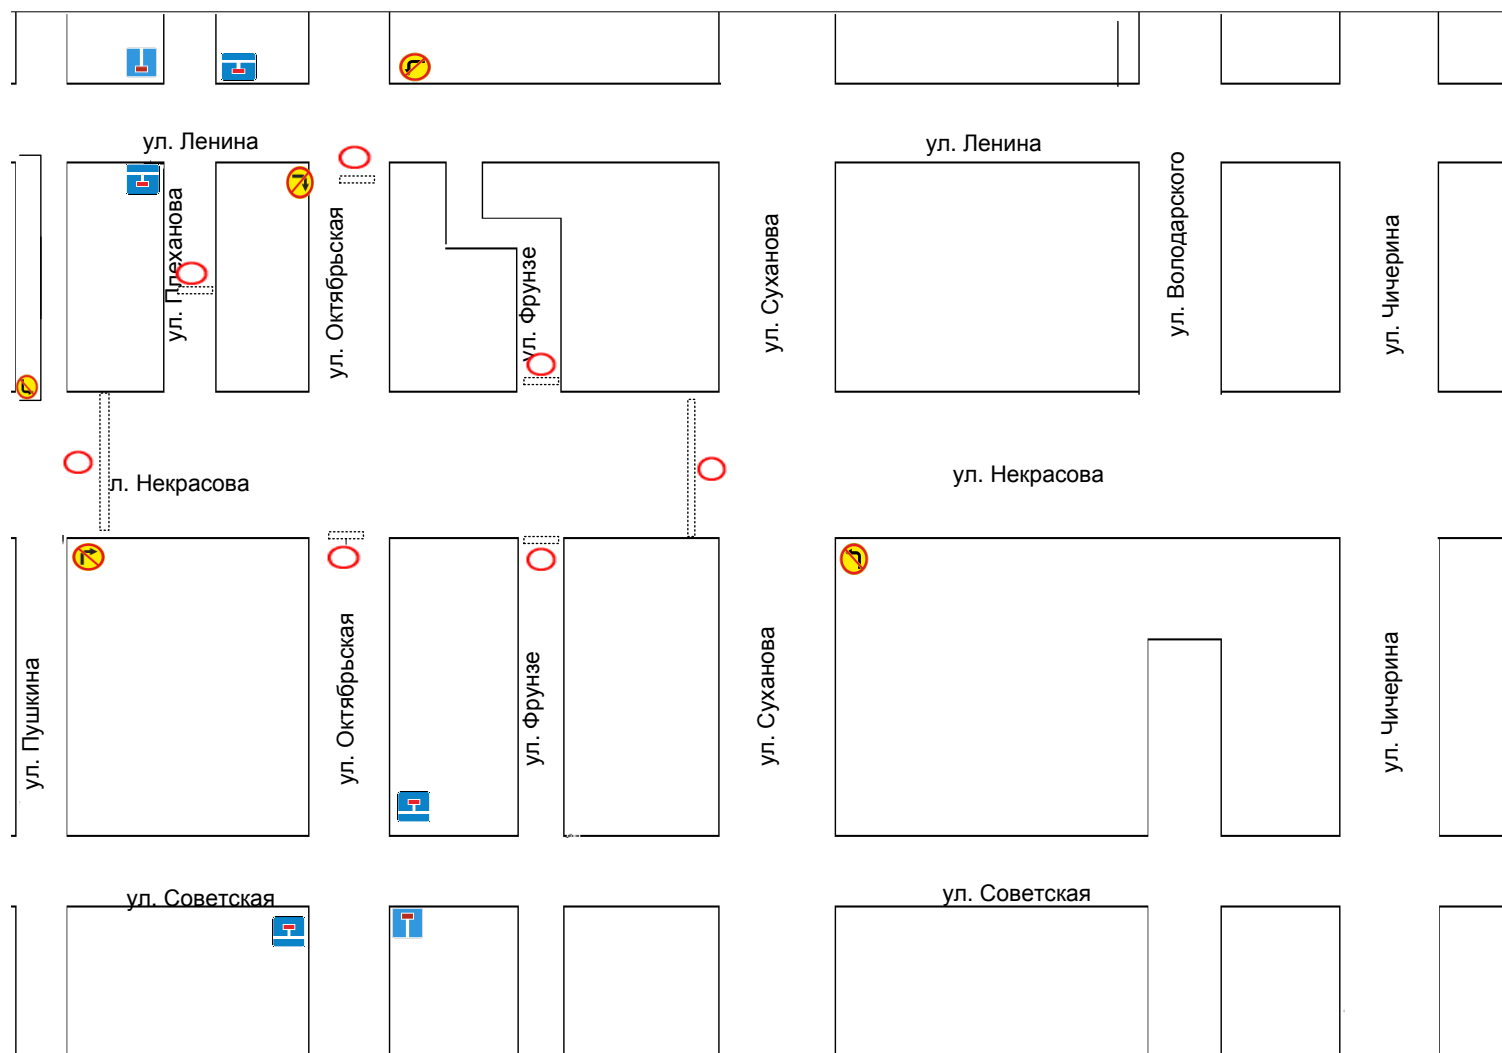 ул. Ленина
ул. Ленина
ул. Плеханова
ул. Октябрьская
ул. Фрунзе
ул. Суханова
ул. Володарского
ул. Чичерина
л. Некрасова
ул. Некрасова
ул. Пушкина
ул. Октябрьская
ул. Фрунзе
ул. Суханова
ул. Чичерина
ул. Советская
ул. Советская